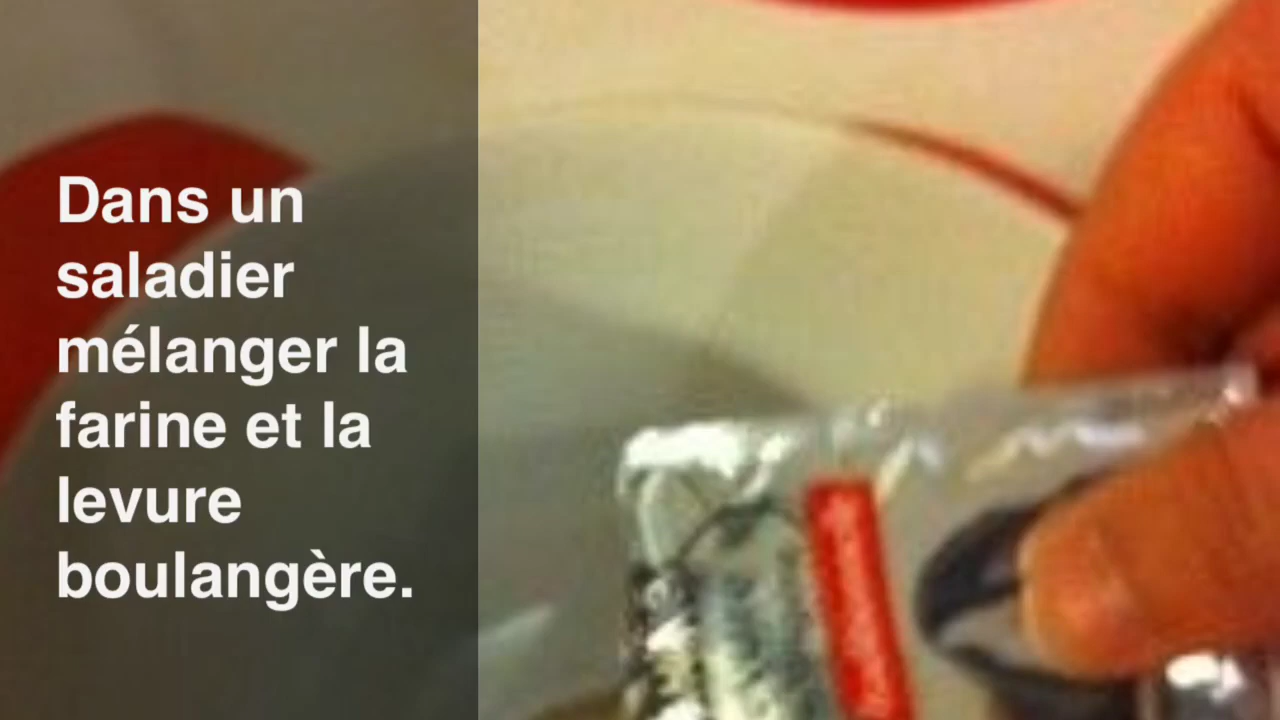 Dans un
saladier
mélanger la
farine et la
levure
boulangère.